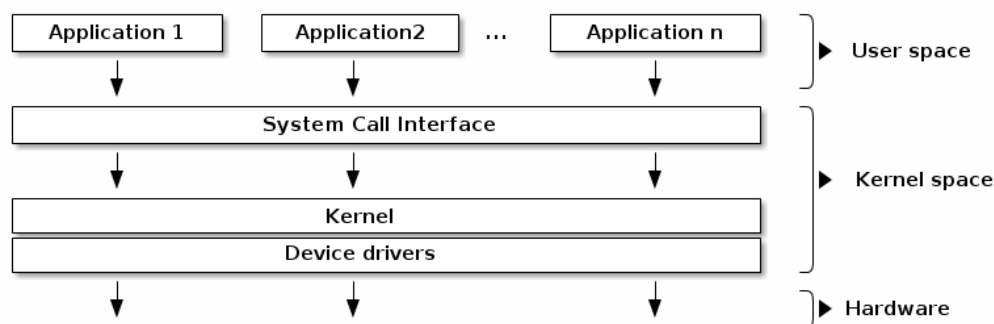 Application 1
Application2
...
Application n
User space
System Call Interface
Kernel space
Kernel
Device drivers
Hardware